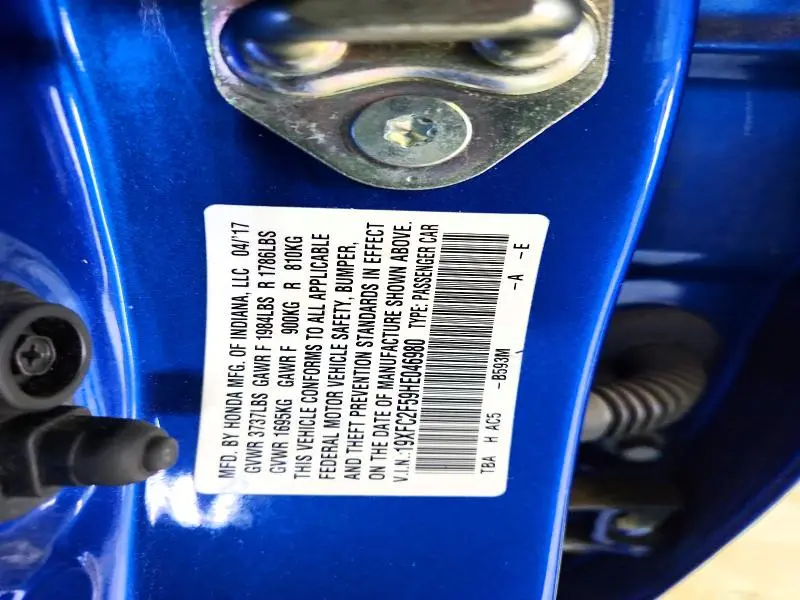 MFD. BY HONDA MFG. OF INDIANA, LLC 04/'17
GVWR 3737LBS GAWR F 1984LBS R 1786LBS
GVWR 1695KG GAWR F 900KG R 810KG
THIS VEHICLE CONFORMS TO ALL APPLICABLE
FEDERAL MOTOR VEHICLE SAFETY, BUMPER,
AND THEFT PREVENTION STANDARDS IN EFFECT
ON THE DATE OF MANUFACTURE SHOWN ABOVE.
V.I.N.:19XFC2F59HE046980 TYPE: PASSENGER CAR
TBA H AC5 -B593M -A -E